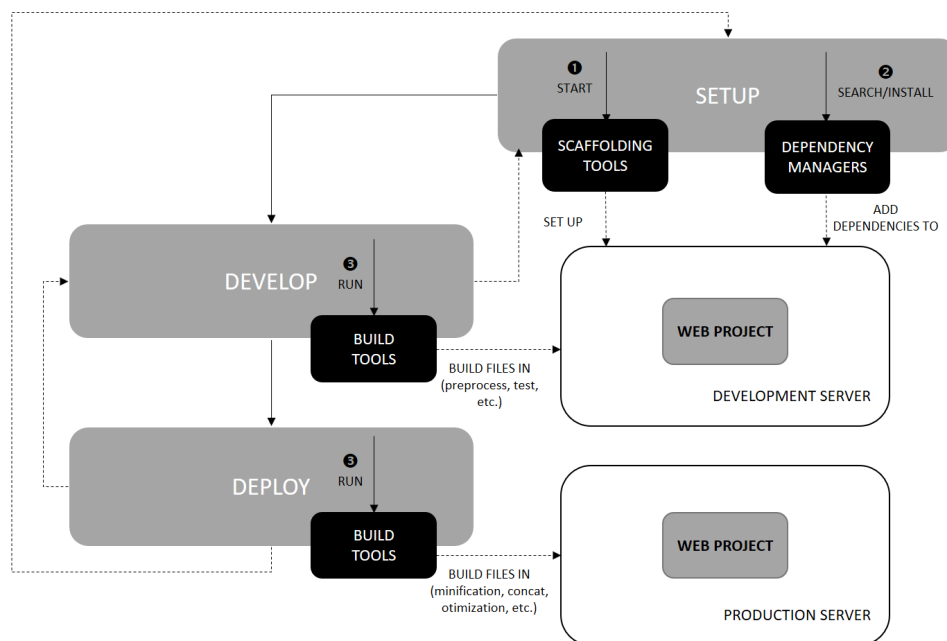 ❶
START
SETUP
❷
SEARCH/INSTALL
SCAFFOLDING
TOOLS
DEPENDENCY
MANAGERS
SET UP
ADD
DEPENDENCIES TO
DEVELOP
❸
RUN
BUILD
TOOLS
BUILD FILES IN
(preprocess, test,
etc.)
WEB PROJECT
DEVELOPMENT SERVER
DEPLOY
❸
RUN
BUILD
TOOLS
BUILD FILES IN
(minification, concat,
otimization, etc.)
WEB PROJECT
PRODUCTION SERVER